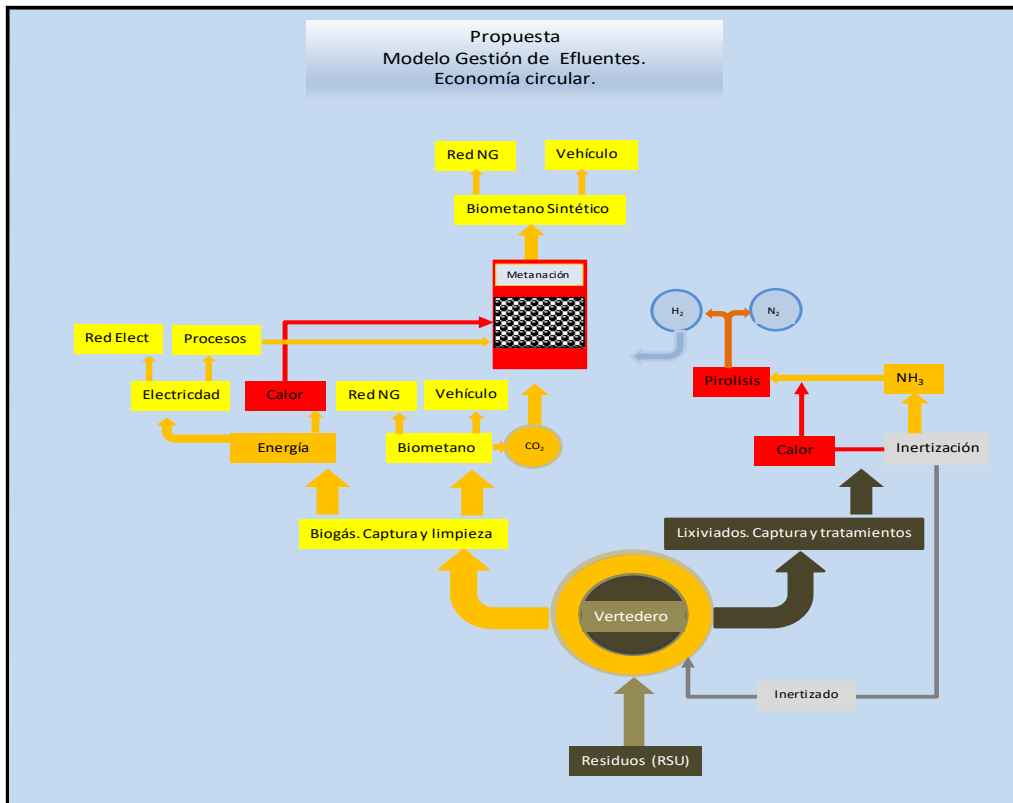 Propuesta
Modelo Gestión de Efluentes.
Economía circular.
Red NG
Vehículo
Biometano Sintético
Metanación
H₂
N₂
Red Elect
Procesos
Electricdad
Calor
Red NG
Vehículo
Pirolisis
NH₃
Energía
Biometano
CO₂
Calor
Inertización
Biogás. Captura y limpieza
Lixiviados. Captura y tratamientos
Vertedero
Inertizado
Residuos (RSU)